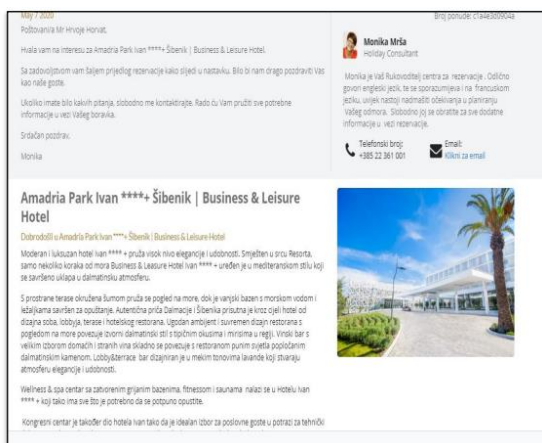 May 7 2020
Broj ponude: c1a4e3d0904a
Poštovani/a Mr Hrvoje Horvat.
Hvala vam na interesu za Amadria Park Ivan ****+ Šibenik | Business & Leisure Hotel.
Sa zadovoljstvom vam šaljem prijedlog rezervacije kako slijedi u nastavku. Bilo bi nam drago pozdraviti Vas
kao naše goste.
Ukoliko imate bilo kakvih pitanja, slobodno me kontaktirajte. Rado ću Vam pružit sve potrebne
informacije u vezi Vašeg boravka.
Srdačan pozdrav.
Monika
Monika Mrša
Holiday Consultant
Monika je Vaš Rukovoditelj centra za rezervacije . Odlično
govori engleski jezik, te se sporazumijeva i na francuskom
jeziku, uvijek nastoji nadmašiti očekivanja u planiranju
Vašeg odmora. Slobodno joj se obratite za sve dodatne
informacije u vezi rezervacije.
Telefonski broj:
+385 22 361 001
Email:
Klikni za email
Amadria Park Ivan ****+ Šibenik | Business & Leisure
Hotel
Dobrodošli u Amadria Park Ivan ****+ Šibenik | Business & Leisure Hotel
Moderan i luksuzan hotel Ivan **** + pruža visok nivo elegancije i udobnosti. Smješten u srcu Resorta,
samo nekoliko koraka od mora Business & Leasure Hotel Ivan **** + uređen je u mediteranskom stilu koji
se savršeno uklapa u dalmatinsku atmosferu.
S prostrane terase okružena šumom pruža se pogled na more, dok je vanjski bazen s morskom vodom i
ležaljkama savršen za opuštanje. Autentična priča Dalmacije i Šibenika prisutna je kroz cijeli hotel od
dizajna soba, lobbyja, terase i hotelskog restorana. Ugodan ambijent i suvremen dizajn restorana s
pogledom na more povezuje izvorni dalmatinski stil s tipičnim okusima i mirisima u regiji. Vinski bar s
velikim izborom domaćih i stranih vina skladno se povezuje s restoranom punim svjetla popločanim
dalmatinskim kamenom. Lobby&terrace bar dizajniran je u mekim tonovima lavande koji stvaraju
atmosferu elegancije i udobnosti.
Wellness & spa centar sa zatvorenim grijanim bazenima, fitnessom i saunama nalazi se u Hotelu Ivan
**** + koji tako ima sve što je potrebno da se potpuno opustite.
Kongresni centar je također dio hotela Ivan tako da je idealan izbor za poslovne goste u potrazi za tehnički